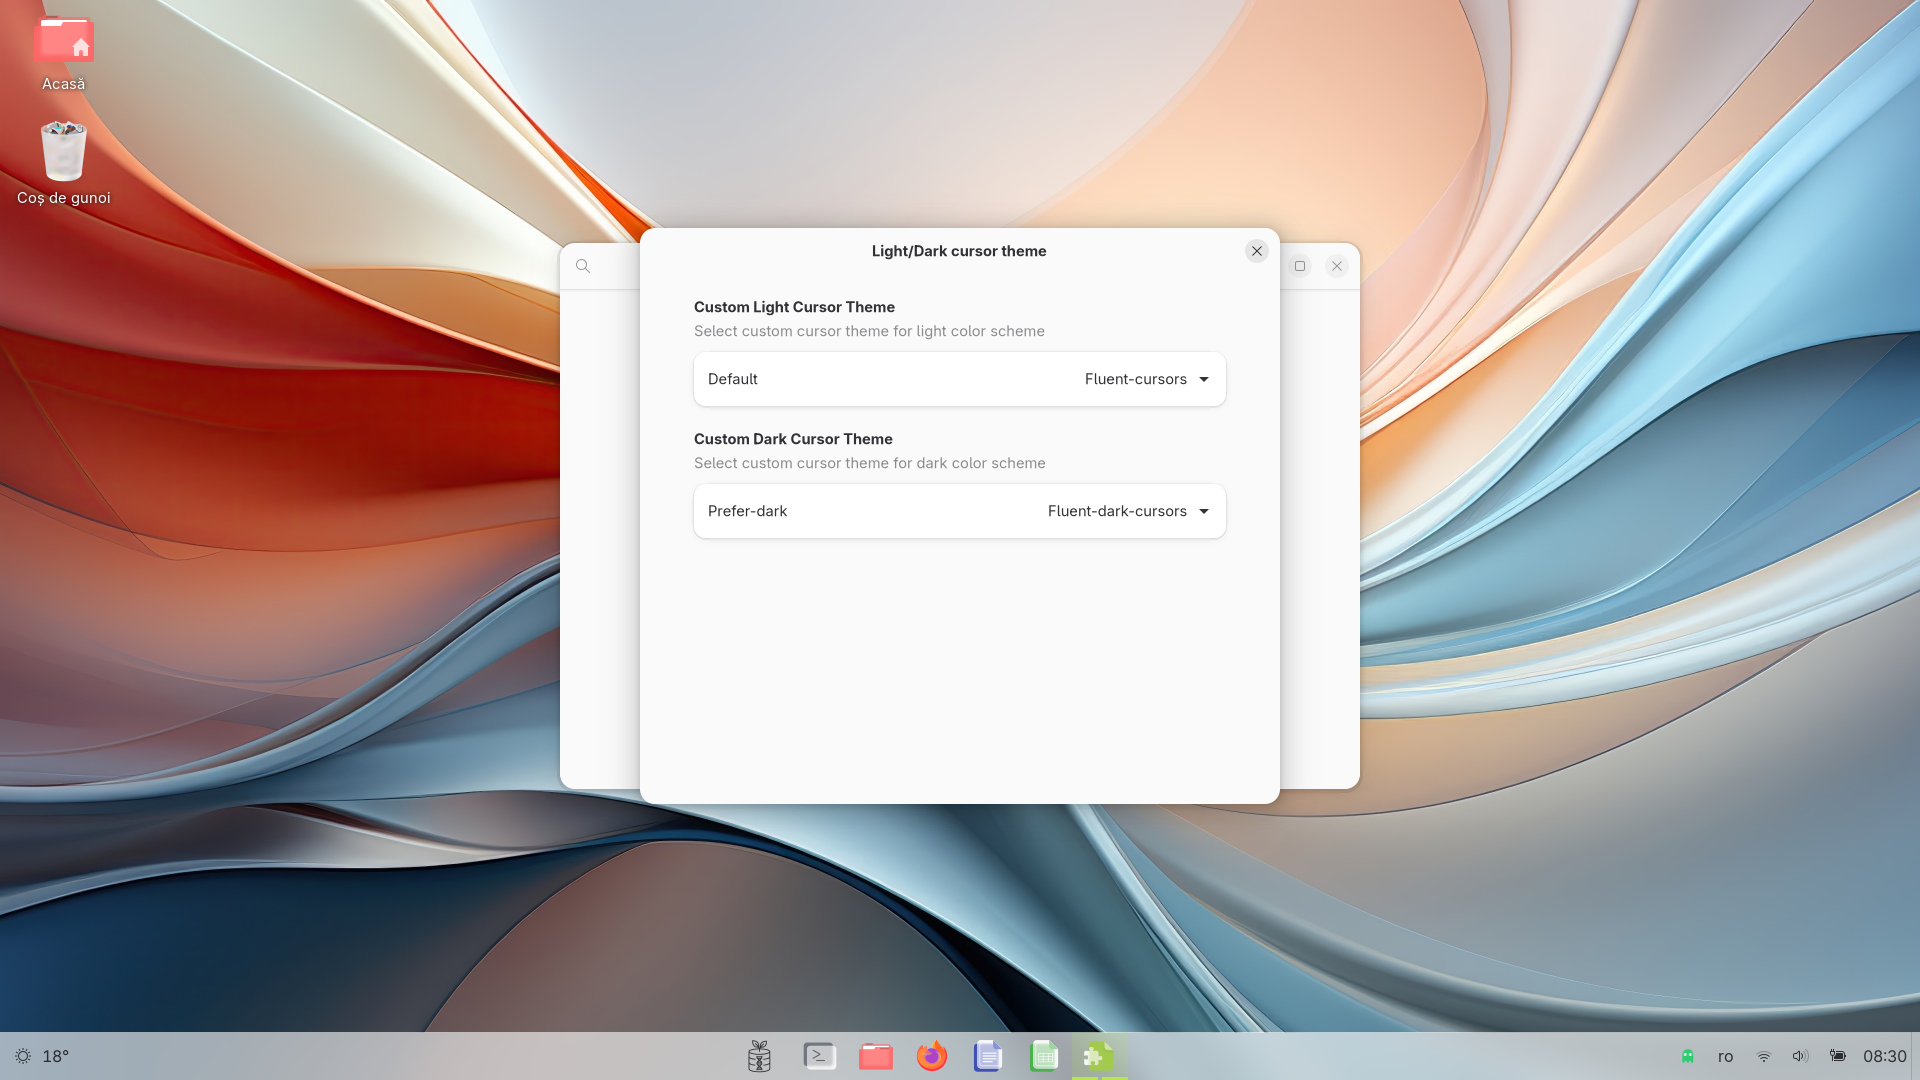 Acasă
Coș de gunoi
Light/Dark cursor theme
Custom Light Cursor Theme
Select custom cursor theme for light color scheme
Default Fluent-cursors
Custom Dark Cursor Theme
Select custom cursor theme for dark color scheme
Prefer-dark Fluent-dark-cursors
18° ro 08:30